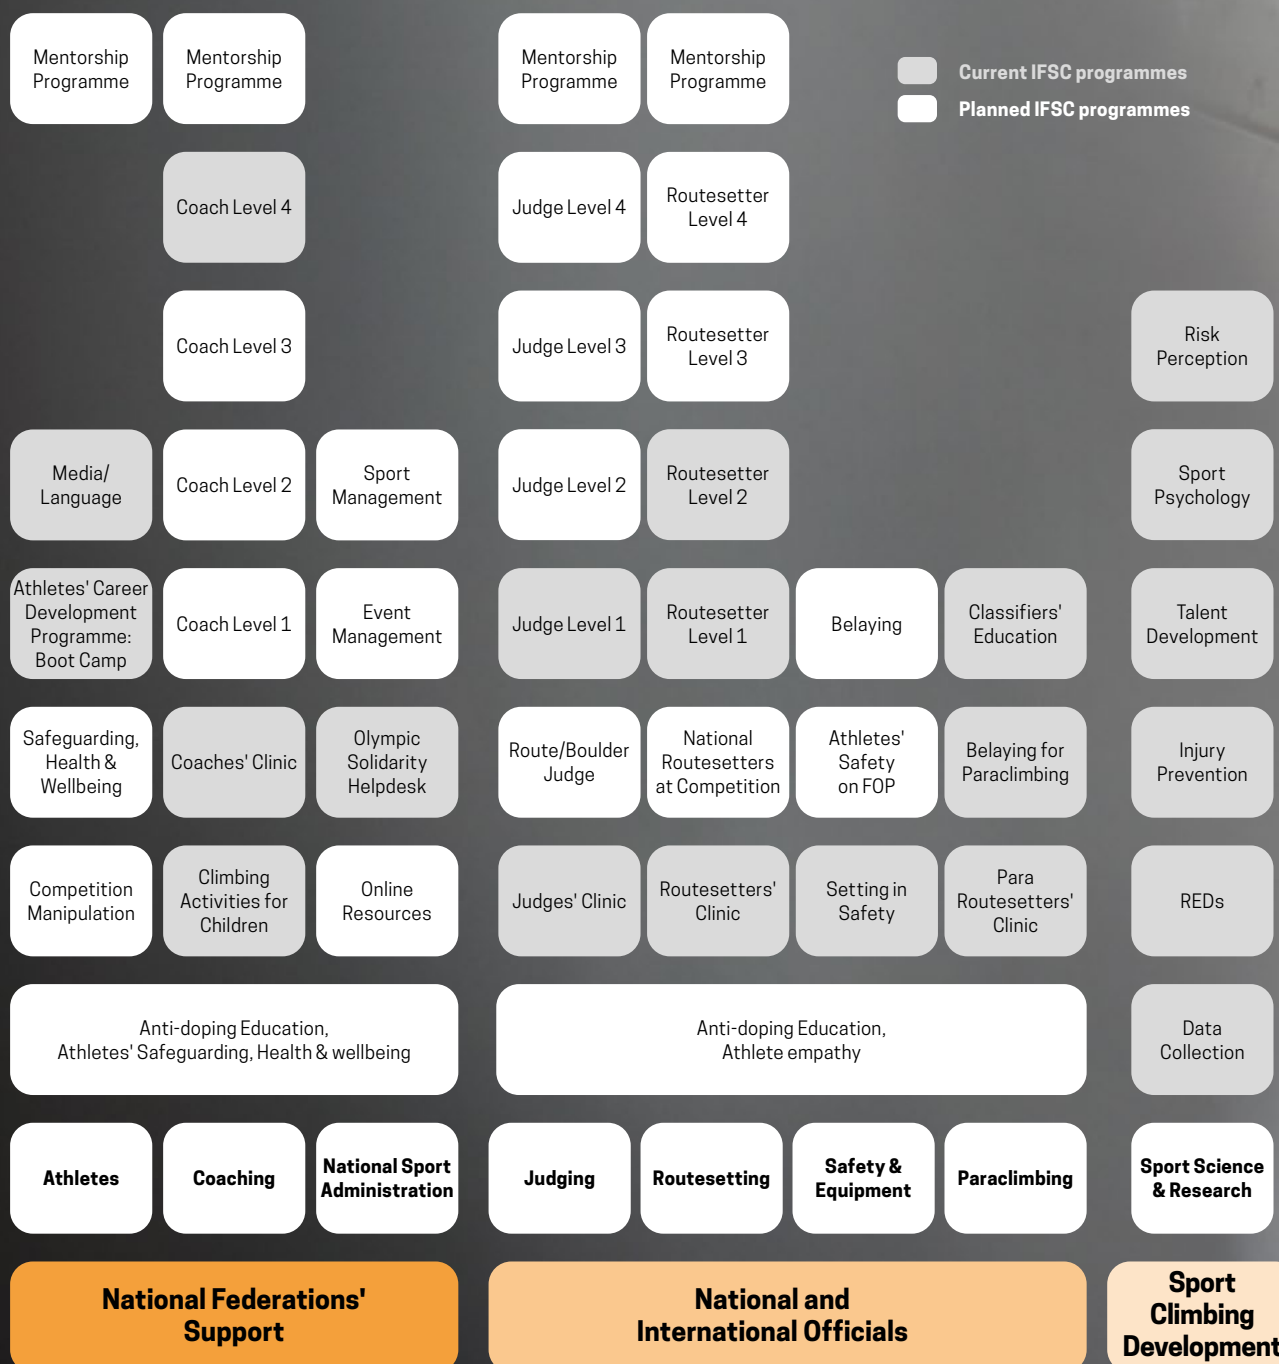 Mentorship
Programme
Mentorship
Programme
Mentorship
Programme
Mentorship
Programme
Current IFSC programmes
Planned IFSC programmes
Coach Level 4
Judge Level 4
Routesetter
Level 4
Coach Level 3
Judge Level 3
Routesetter
Level 3
Risk
Perception
Media/
Language
Coach Level 2
Sport
Management
Judge Level 2
Routesetter
Level 2
Sport
Psychology
Athletes' Career
Development
Programme:
Boot Camp
Coach Level 1
Event
Management
Judge Level 1
Routesetter
Level 1
Belaying
Classifiers'
Education
Talent
Development
Safeguarding,
Health &
Wellbeing
Coaches' Clinic
Olympic
Solidarity
Helpdesk
Route/Boulder
Judge
National
Routesetters
at Competition
Athletes'
Safety
on FOP
Belaying for
Paraclimbing
Injury
Prevention
Competition
Manipulation
Climbing
Activities for
Children
Online
Resources
Judges' Clinic
Routesetters'
Clinic
Setting in
Safety
Para
Routesetters'
Clinic
REDs
Anti-doping Education,
Athletes' Safeguarding, Health & wellbeing
Anti-doping Education,
Athlete empathy
Data
Collection
Athletes
Coaching
National Sport
Administration
Judging
Routesetting
Safety &
Equipment
Paraclimbing
Sport Science
& Research
National Federations'
Support
National and
International Officials
Sport
Climbing
Development